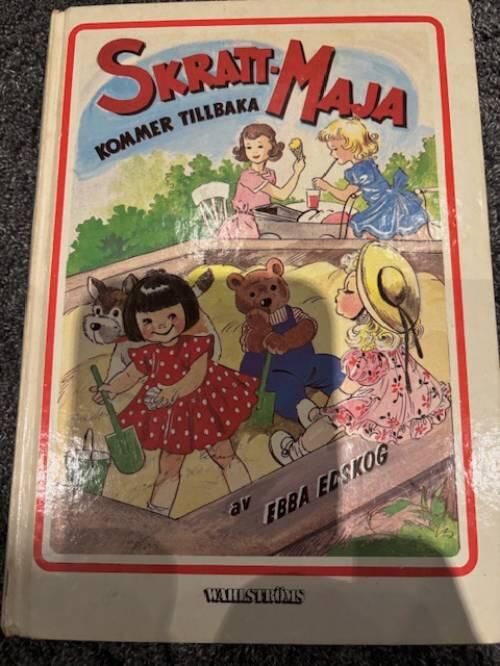 SKRATT-MAJA
KOMMER TILLBAKA
av EBBA EDSKOG
WAHLSTRÖMS